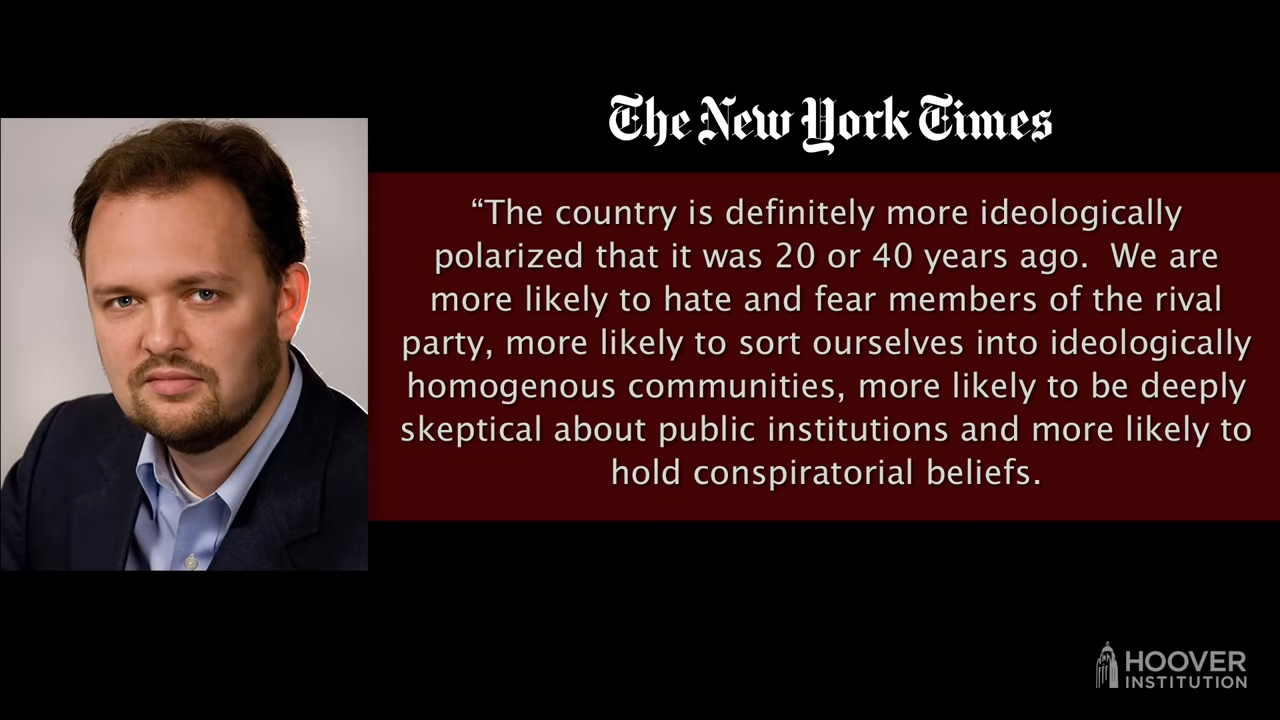 The New York Times
“The country is definitely more ideologically
polarized that it was 20 or 40 years ago.  We are
more likely to hate and fear members of the rival
party, more likely to sort ourselves into ideologically
homogenous communities, more likely to be deeply
skeptical about public institutions and more likely to
hold conspiratorial beliefs.
HOOVER
INSTITUTION